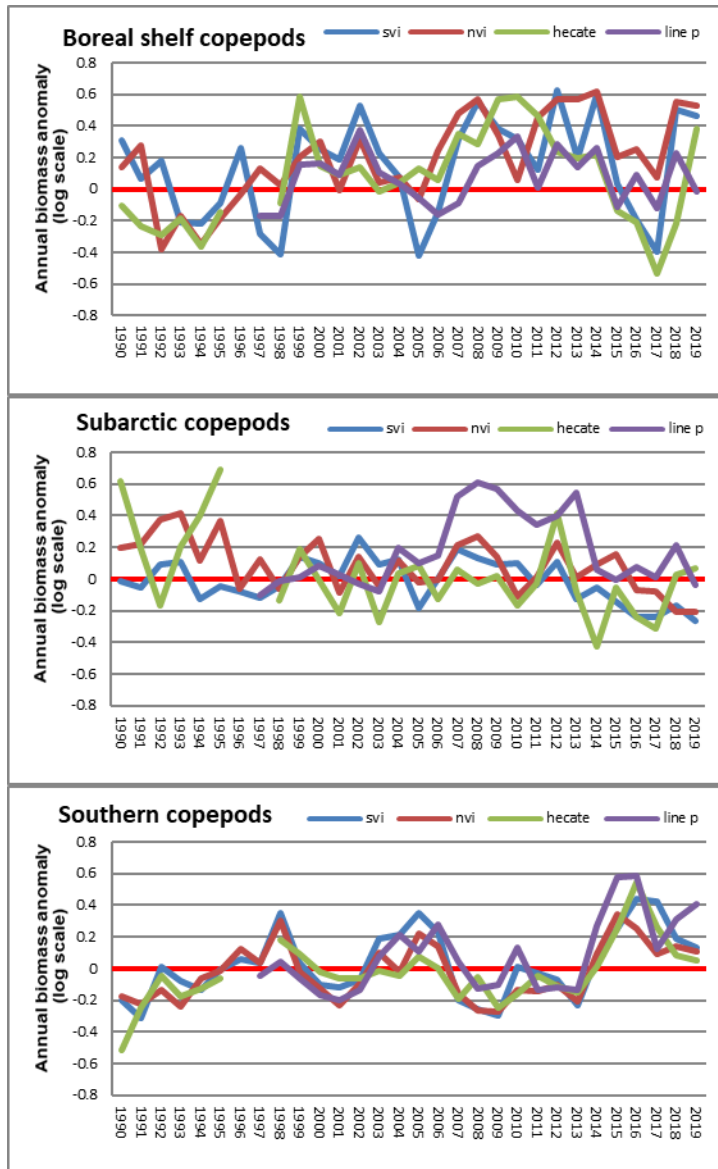 Boreal shelf copepods
svi nvi hecate line p
Annual biomass anomaly
(log scale)
0.8
0.6
0.4
0.2
0
-0.2
-0.4
-0.6
-0.8
1990 1991 1992 1993 1994 1995 1996 1997 1998 1999 2000 2001 2002 2003 2004 2005 2006 2007 2008 2009 2010 2011 2012 2013 2014 2015 2016 2017 2018 2019
Subarctic copepods
svi nvi hecate line p
Annual biomass anomaly
(log scale)
0.8
0.6
0.4
0.2
0
-0.2
-0.4
-0.6
-0.8
1990 1991 1992 1993 1994 1995 1996 1997 1998 1999 2000 2001 2002 2003 2004 2005 2006 2007 2008 2009 2010 2011 2012 2013 2014 2015 2016 2017 2018 2019
Southern copepods
svi nvi hecate line p
Annual biomass anomaly
(log scale)
0.8
0.6
0.4
0.2
0
-0.2
-0.4
-0.6
-0.8
1990 1991 1992 1993 1994 1995 1996 1997 1998 1999 2000 2001 2002 2003 2004 2005 2006 2007 2008 2009 2010 2011 2012 2013 2014 2015 2016 2017 2018 2019